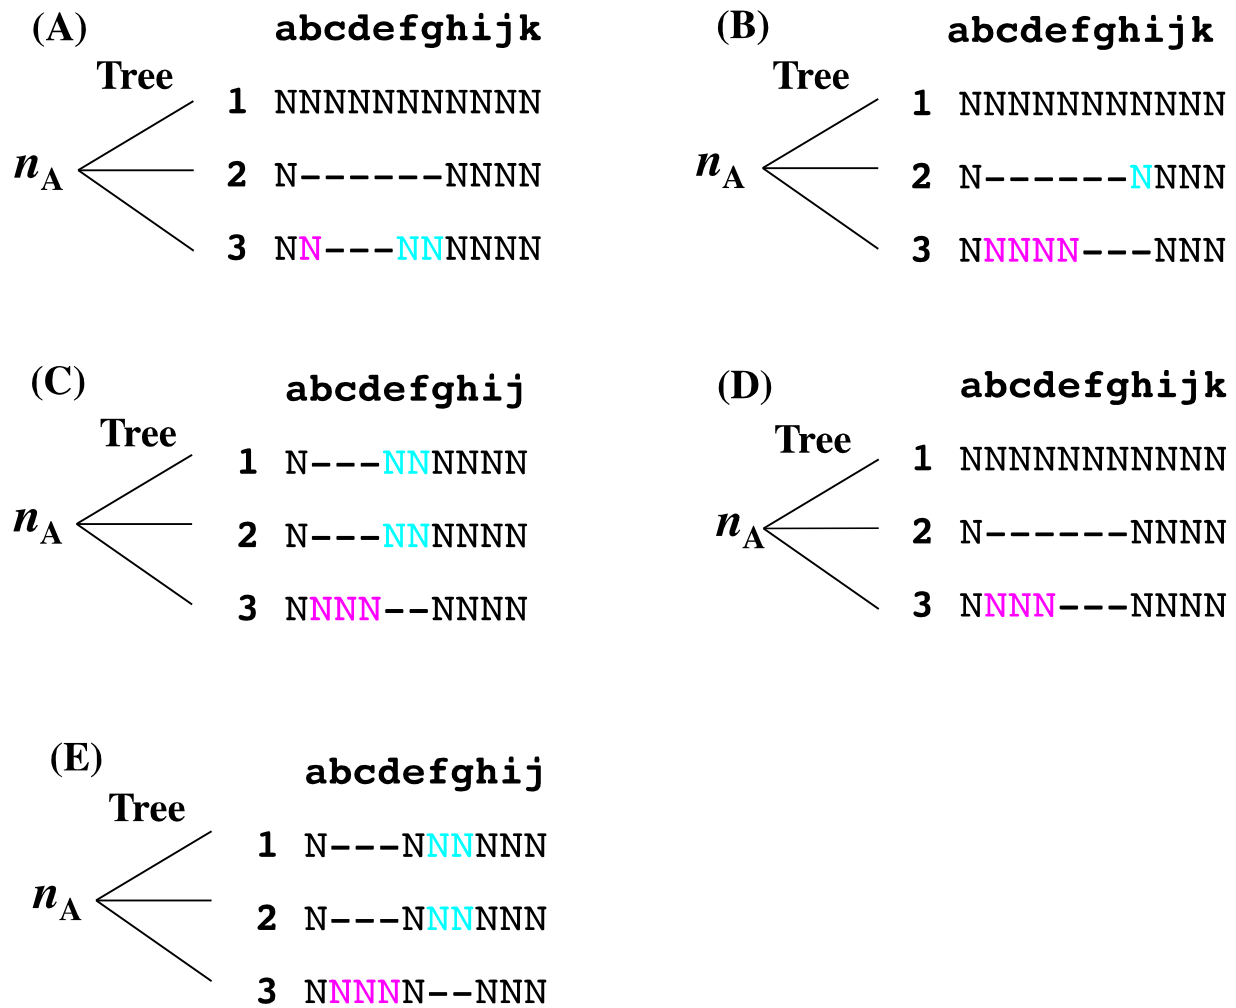 (A) abcdefghijk
Tree
1 NNNNNNNNNNN
nA 2 N------NNNN
3 NN---NNNNNN
(B) abcdefghijk
Tree
1 NNNNNNNNNNN
nA 2 N------NNNN
3 NNNNN---NNN
(C) abcdefghij
Tree
1 N---NNNNNN
nA 2 N---NNNNNN
3 NNNN--NNNN
(D) abcdefghijk
Tree
1 NNNNNNNNNNN
nA 2 N------NNNN
3 NNNN---NNNN
(E) abcdefghij
Tree
1 N---NNNNNN
nA 2 N---NNNNNN
3 NNNNN--NNN